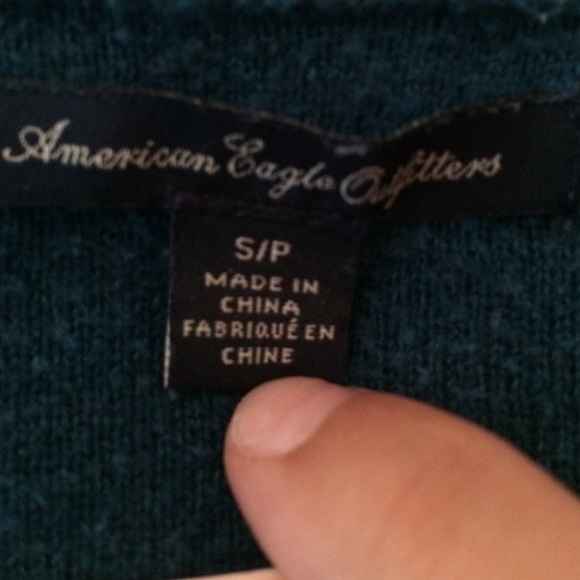 American Eagle Outfitters
S/P
MADE IN
CHINA
FABRIQUÉ EN
CHINE